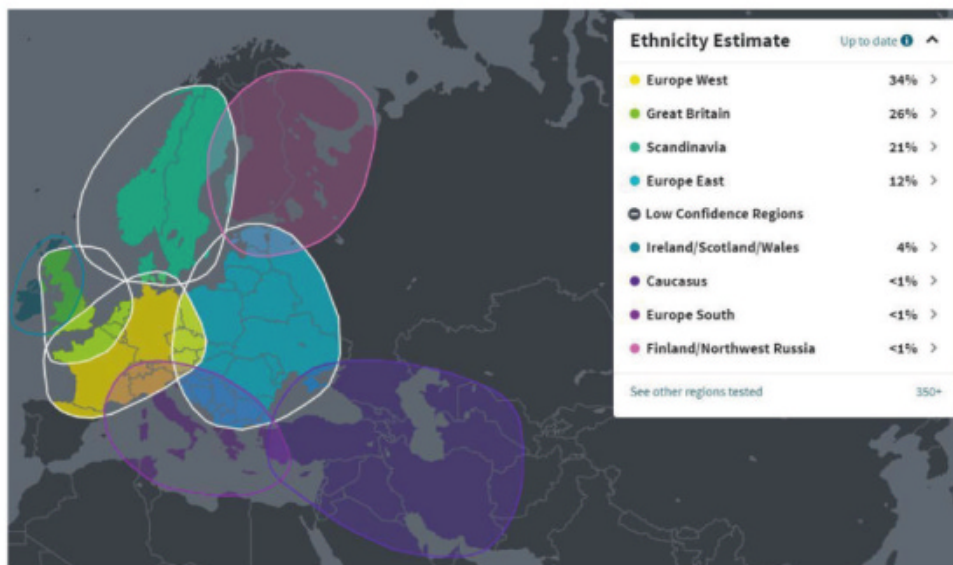 Ethnicity Estimate Up to date
Europe West 34%
Great Britain 26%
Scandinavia 21%
Europe East 12%
Low Confidence Regions
Ireland/Scotland/Wales 4%
Caucasus <1%
Europe South <1%
Finland/Northwest Russia <1%
See other regions tested 350+